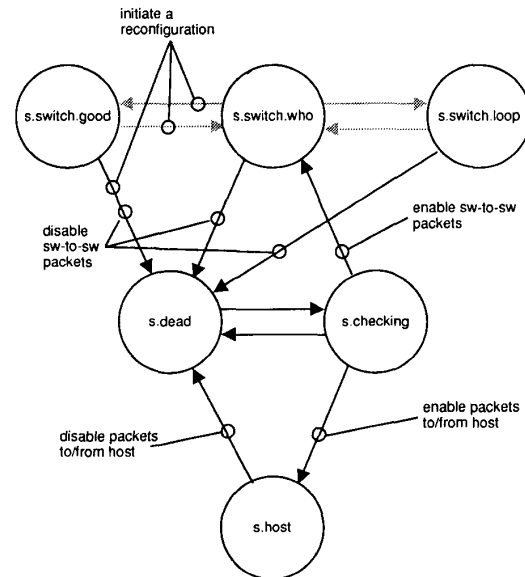 initiate a
reconfiguration
s.switch.good
s.switch.who
s.switch.loop
disable
sw-to-sw
packets
enable sw-to-sw
packets
s.dead
s.checking
disable packets
to/from host
enable packets
to/from host
s.host